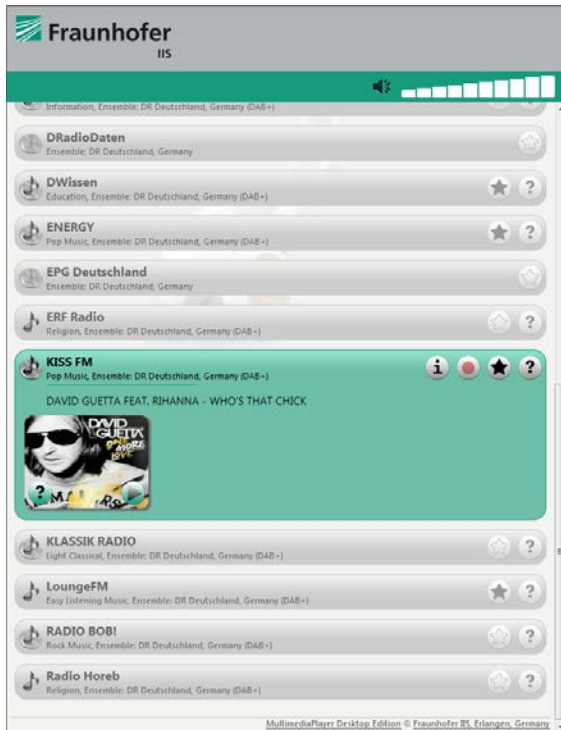 Fraunhofer
IIS
Information, Ensemble: DR Deutschland, Germany (DAB+)
DRadioDaten
Ensemble: DR Deutschland, Germany
DWissen
Education, Ensemble: DR Deutschland, Germany (DAB+)
?
ENERGY
Pop Music, Ensemble: DR Deutschland, Germany (DAB+)
?
EPG Deutschland
Ensemble: DR Deutschland, Germany
ERF Radio
Religion, Ensemble: DR Deutschland, Germany (DAB+)
?
KISS FM
Pop Music, Ensemble: DR Deutschland, Germany (DAB+)
i ?
DAVID GUETTA FEAT. RIHANNA - WHO'S THAT CHICK
DAVID
GUETTA
ONE
MORE
LOVE
?
KLASSIK RADIO
Light Classical, Ensemble: DR Deutschland, Germany (DAB+)
?
LoungeFM
Easy Listening Music, Ensemble: DR Deutschland, Germany (DAB+)
?
RADIO BOB!
Rock Music, Ensemble: DR Deutschland, Germany (DAB+)
?
Radio Horeb
Religion, Ensemble: DR Deutschland, Germany (DAB+)
?
MultimediaPlayer Desktop Edition © Fraunhofer IIS, Erlangen, Germany